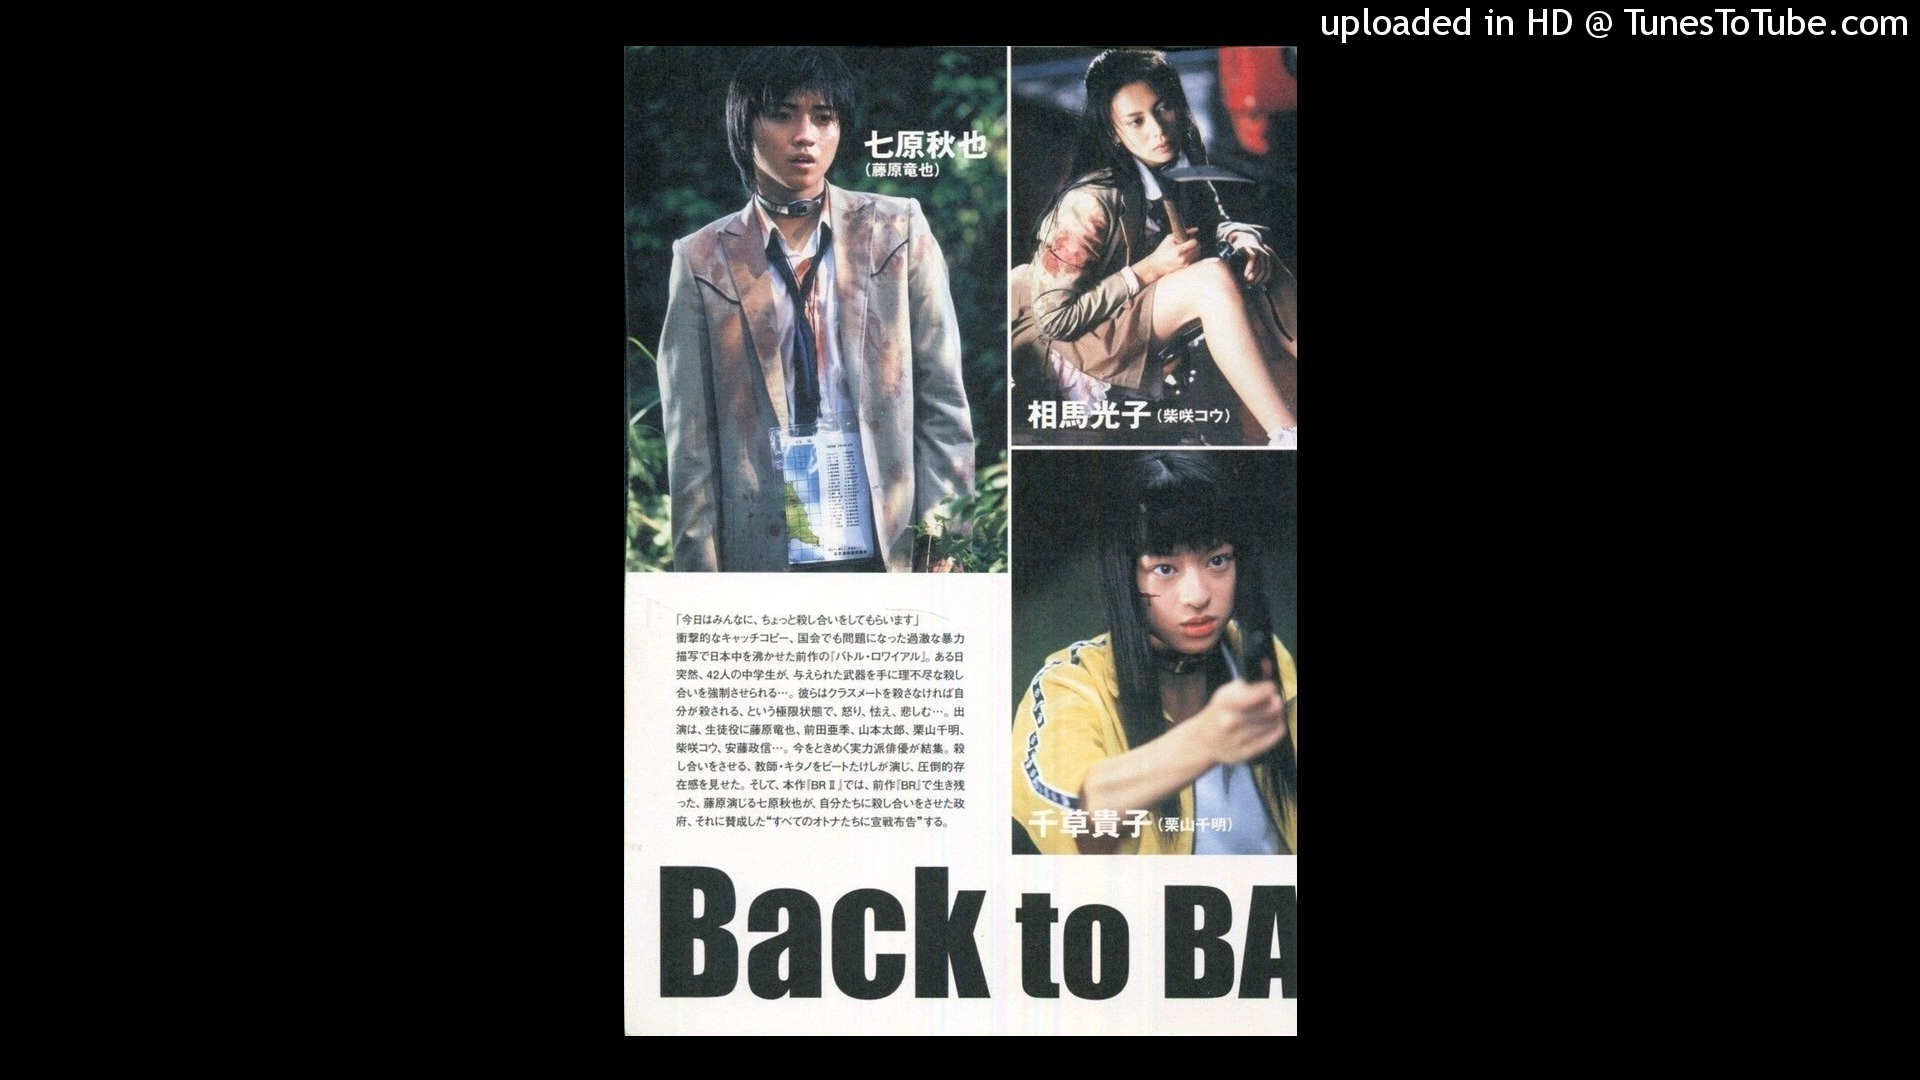 uploaded in HD @ TunesToTube.com
七原秋也
（藤原竜也）
相馬光子（柴咲コウ）
千草貴子（栗山千明）
「今日はみんなに、ちょっと殺し合いをしてもらいます」
衝撃的なキャッチコピー、国会でも問題になった過激な暴力
描写で日本中を沸かせた前作の『バトル・ロワイアル』。ある日
突然、42人の中学生が、与えられた武器を手に理不尽な殺し
合いを強制させられる…。彼らはクラスメートを殺さなければ自
分が殺される、という極限状態で、怒り、怯え、悲しむ…。出
演は、生徒役に藤原竜也、前田亜季、山本太郎、栗山千明、
柴咲コウ、安藤政信…。今をときめく実力派俳優が結集。殺
し合いをさせる、教師・キタノをビートたけしが演じ、圧倒的存
在感を見せた。そして、本作『BRⅡ』では、前作『BR』で生き残
った、藤原演じる七原秋也が、自分たちに殺し合いをさせた政
府、それに賛成した“すべてのオトナたちに宣戦布告”する。
Back to BA